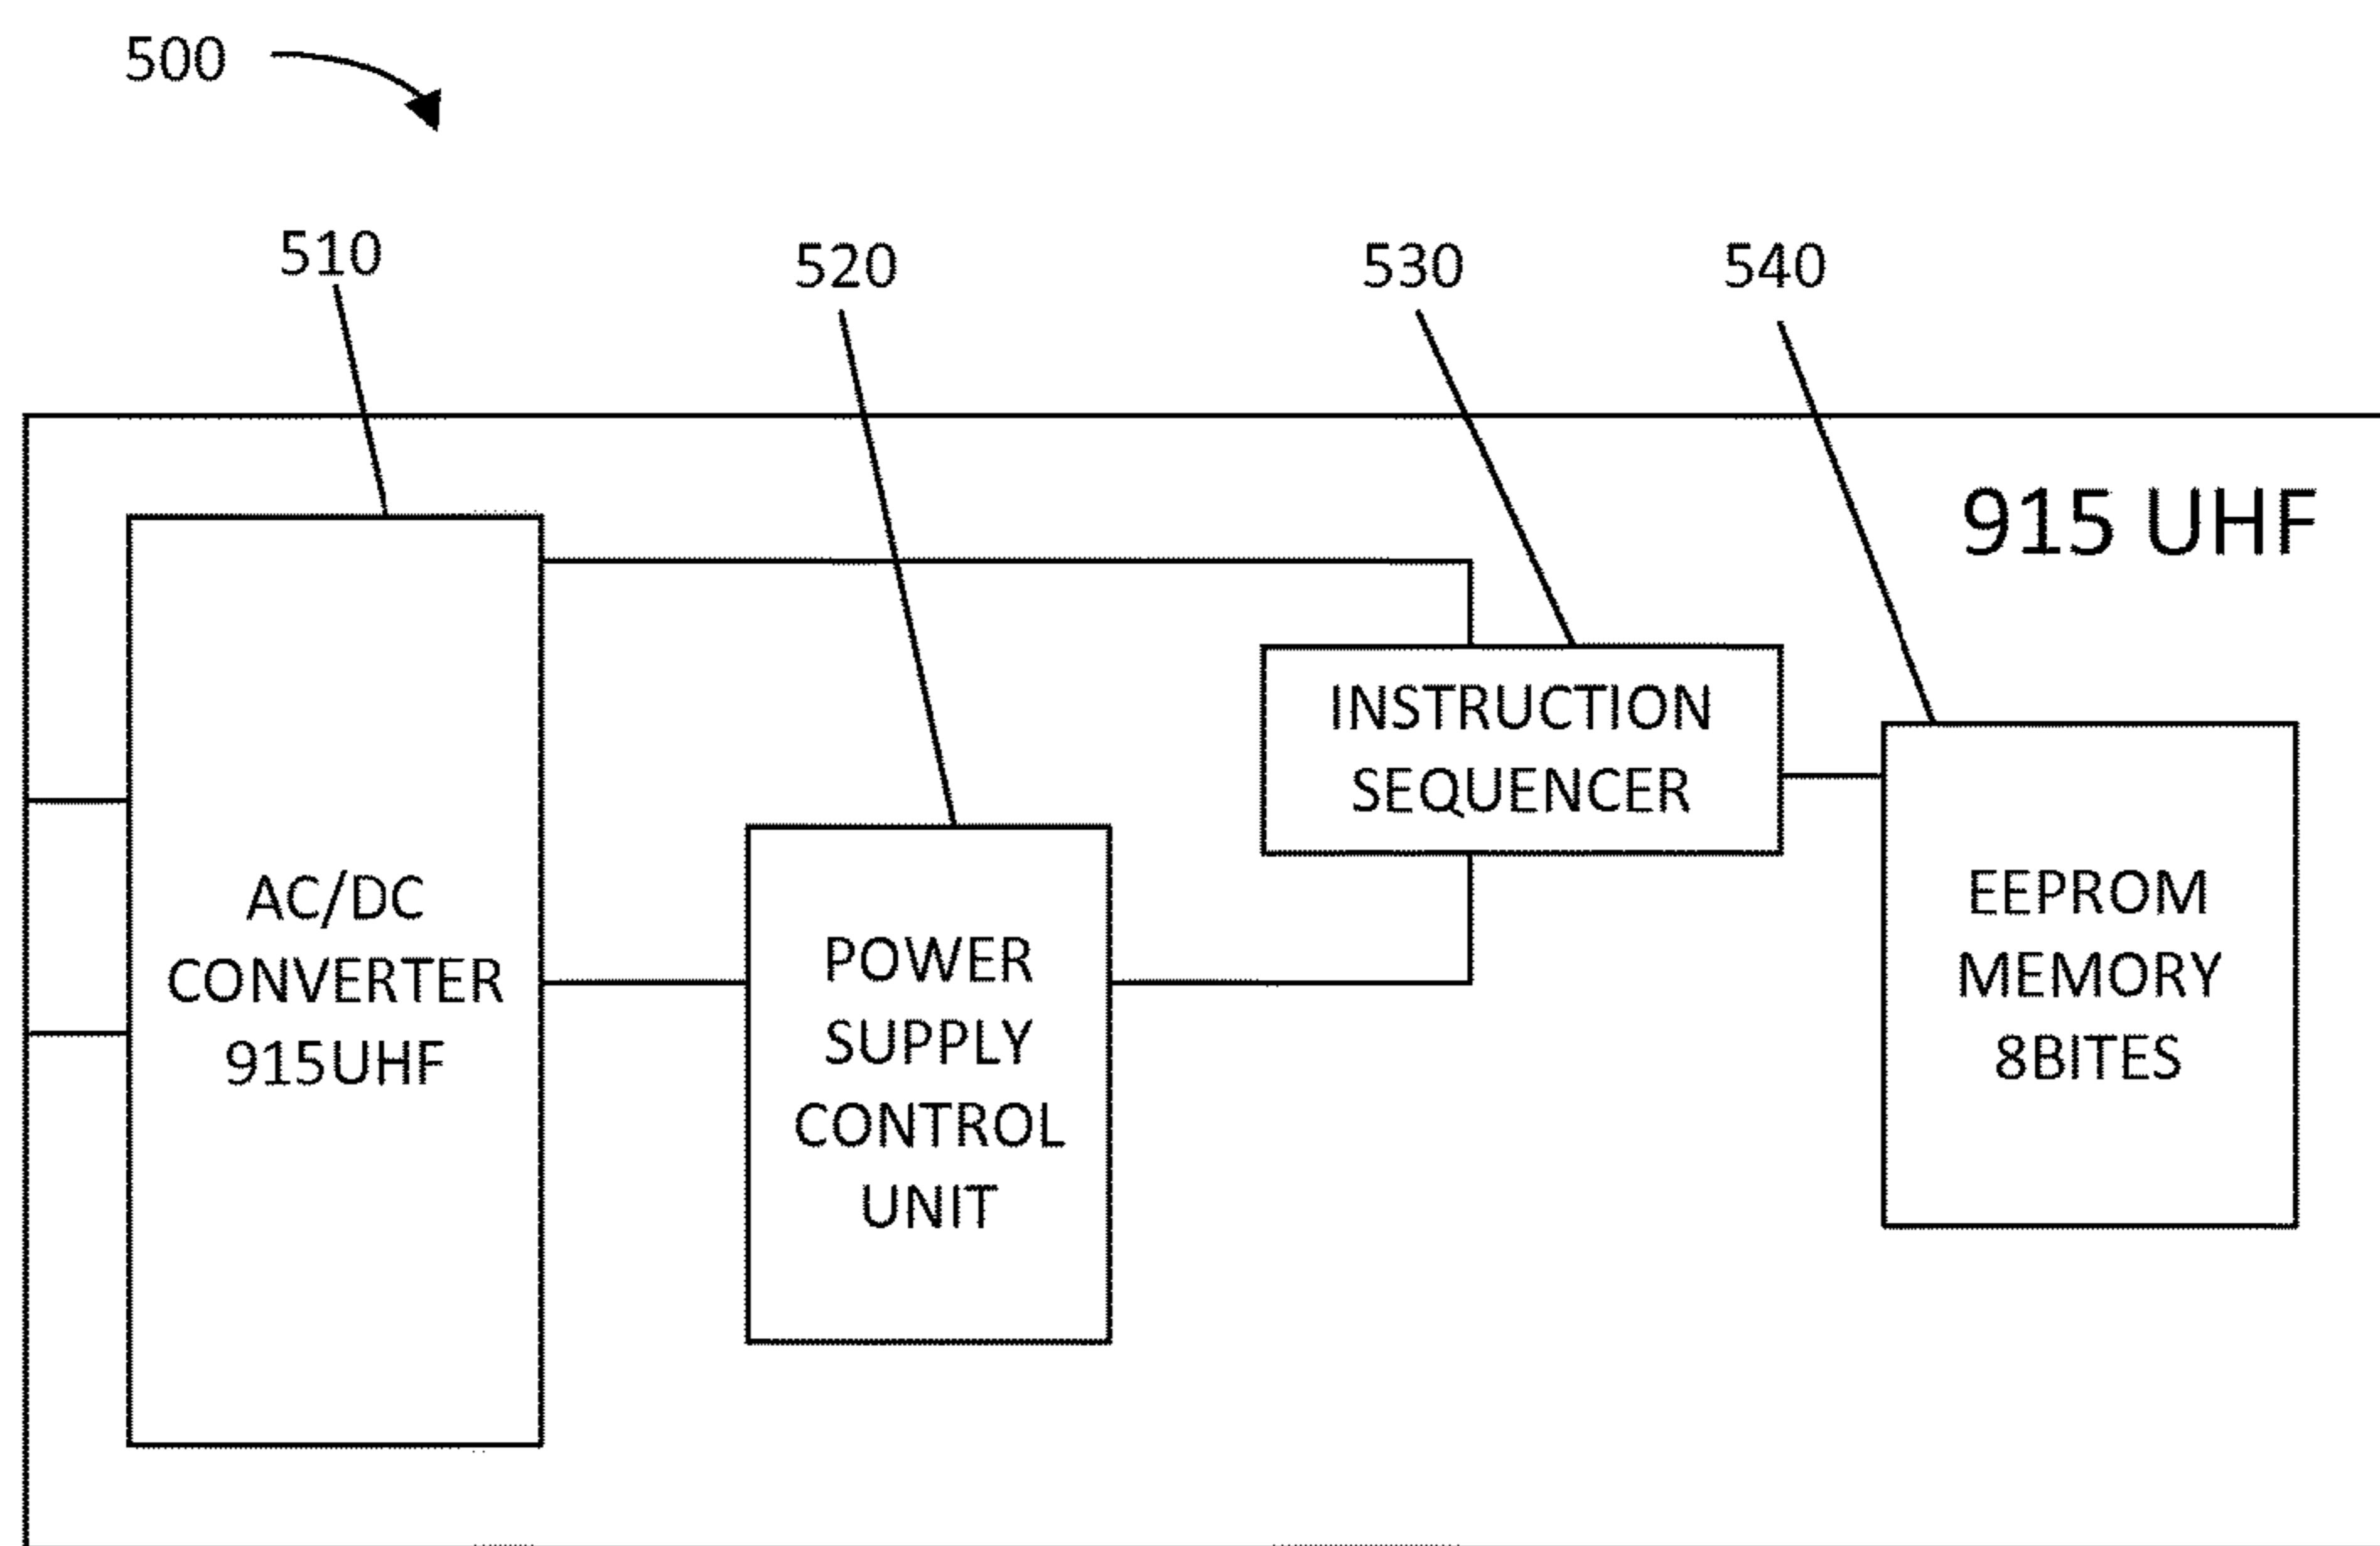 500
510
520
530
540
915 UHF
AC/DC
CONVERTER
915UHF
POWER
SUPPLY
CONTROL
UNIT
INSTRUCTION
SEQUENCER
EEPROM
MEMORY
8BITES